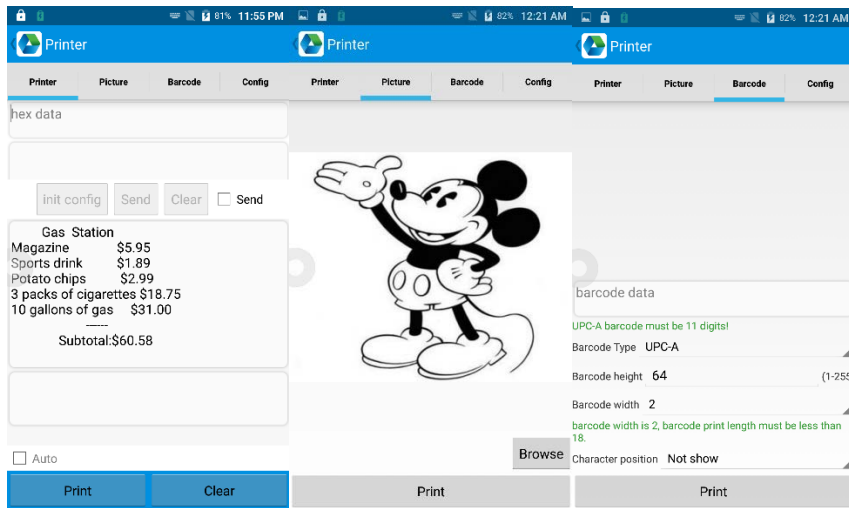 81% 11:55 PM
Printer
Printer Picture Barcode Config
hex data
init config Send Clear Send
Gas Station
Magazine $5.95
Sports drink $1.89
Potato chips $2.99
3 packs of cigarettes $18.75
10 gallons of gas $31.00
-----
Subtotal:$60.58
Auto
Print Clear
82% 12:21 AM
Printer
Printer Picture Barcode Config
Browse
Print
82% 12:21 AM
Printer
Printer Picture Barcode Config
barcode data
UPC-A barcode must be 11 digits!
Barcode Type UPC-A
Barcode height 64 (1-255
Barcode width 2
barcode width is 2, barcode print length must be less than
18.
Character position Not show
Print